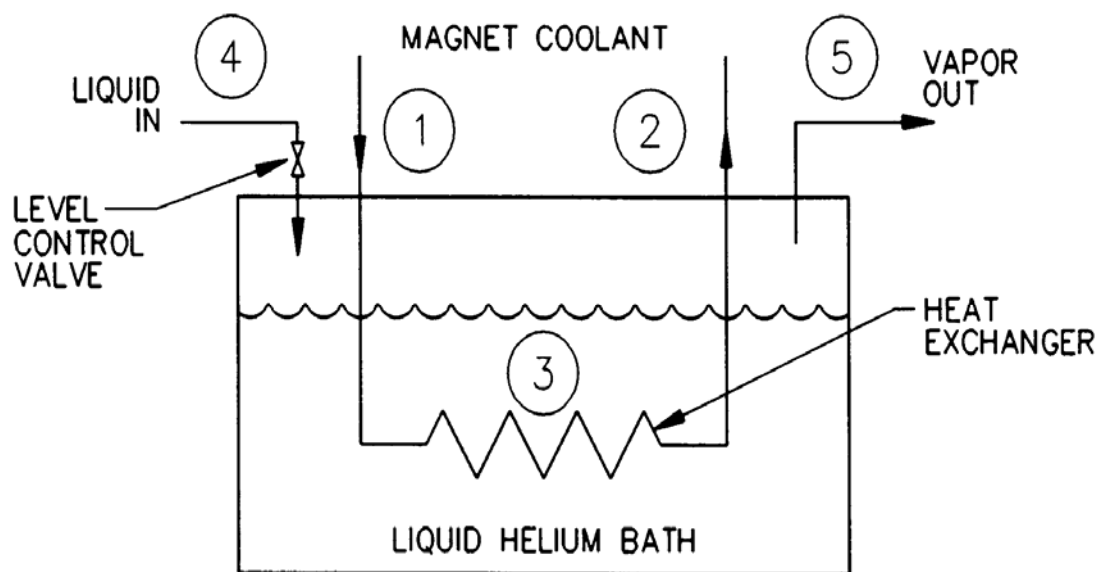 MAGNET COOLANT
4
5
LIQUID
IN
VAPOR
OUT
1
2
LEVEL
CONTROL
VALVE
HEAT
EXCHANGER
3
LIQUID HELIUM BATH